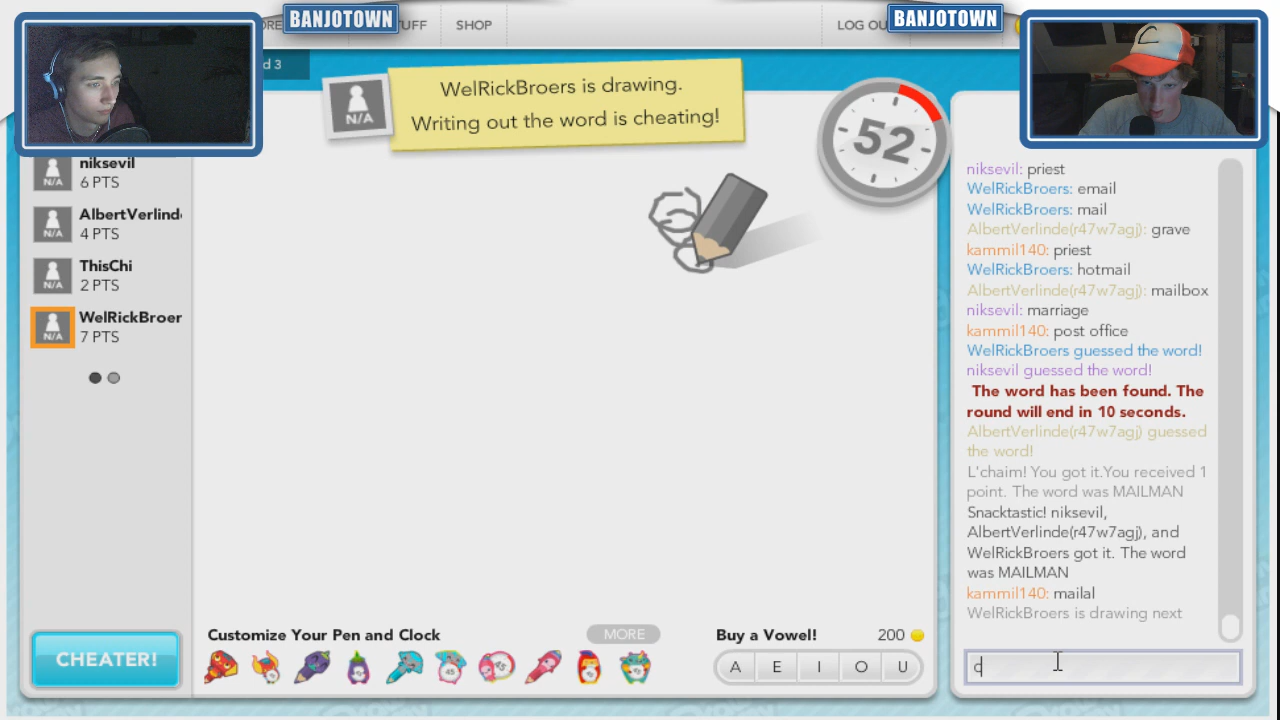 BANJOTOWN
BANJOTOWN
SHOP
d 3
WelRickBroers is drawing.
Writing out the word is cheating!
N/A
52
niksevil
6 PTS
N/A
AlbertVerlind
4 PTS
N/A
ThisChi
2 PTS
N/A
WelRickBroer
7 PTS
N/A
CHEATER!
Customize Your Pen and Clock
MORE
Buy a Vowel!
200
A E I O U
niksevil: priest
WelRickBroers: email
WelRickBroers: mail
AlbertVerlinde(r47w7agj): grave
kammil140: priest
WelRickBroers: hotmail
AlbertVerlinde(r47w7agj): mailbox
niksevil: marriage
kammil140: post office
WelRickBroers guessed the word!
niksevil guessed the word!
The word has been found. The
round will end in 10 seconds.
AlbertVerlinde(r47w7agj) guessed
the word!
L'chaim! You got it.You received 1
point. The word was MAILMAN
Snacktastic! niksevil,
AlbertVerlinde(r47w7agj), and
WelRickBroers got it. The word
was MAILMAN
kammil140: mailal
WelRickBroers is drawing next
c